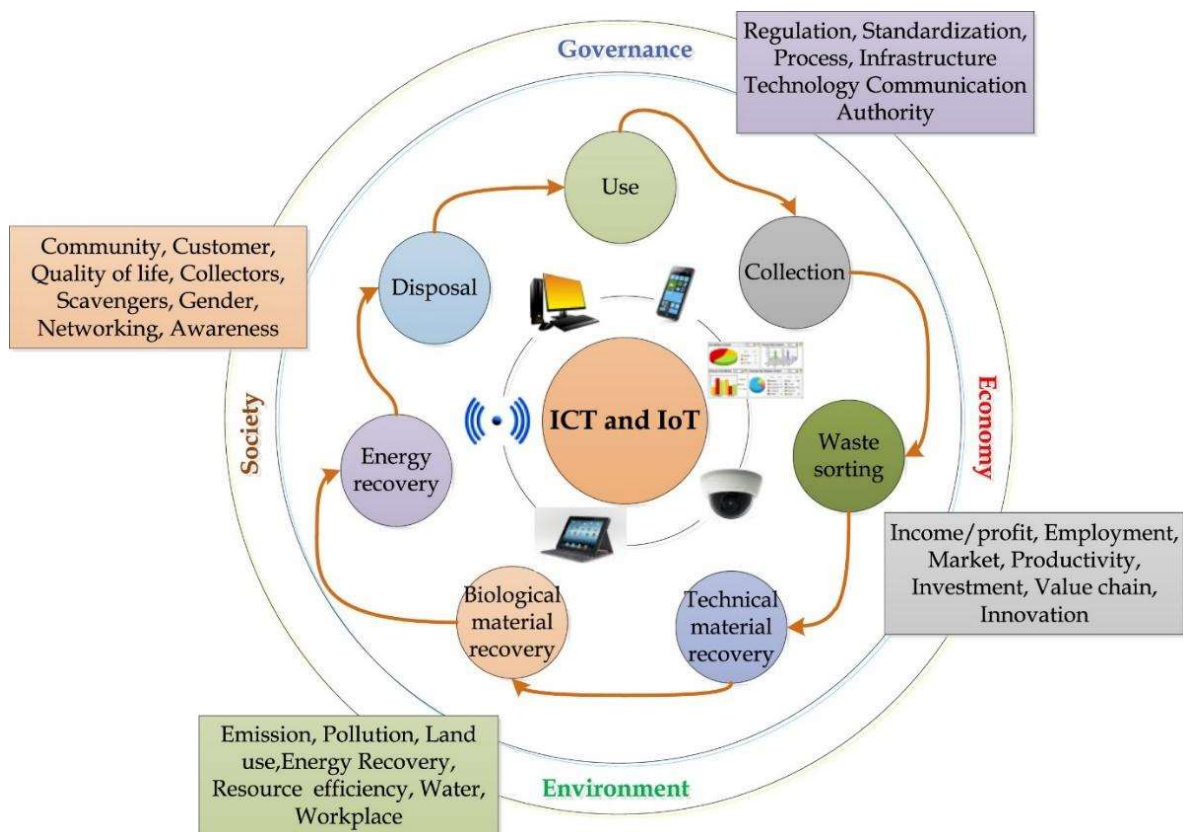 Governance
Regulation, Standardization,
Process, Infrastructure
Technology Communication
Authority
Use
Community, Customer,
Quality of life, Collectors,
Scavengers, Gender,
Networking, Awareness
Disposal
Collection
ICT and IoT
Society
Economy
Energy
recovery
Waste
sorting
Income/profit, Employment,
Market, Productivity,
Investment, Value chain,
Innovation
Biological
material
recovery
Technical
material
recovery
Emission, Pollution, Land
use,Energy Recovery,
Resource efficiency, Water,
Workplace
Environment